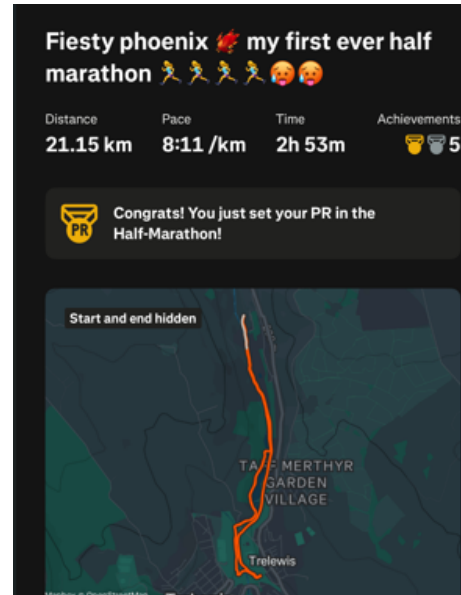 Fiesty phoenix 🐦‍🔥 my first ever half
marathon 🏃‍♀️🏃‍♀️🏃‍♀️🏃‍♀️🥵🥵
Distance Pace Time Achievements
21.15 km 8:11 /km 2h 53m 5
PR
Congrats! You just set your PR in the
Half-Marathon!
Start and end hidden
TAFF MERTHYR
GARDEN
VILLAGE
Trelewis